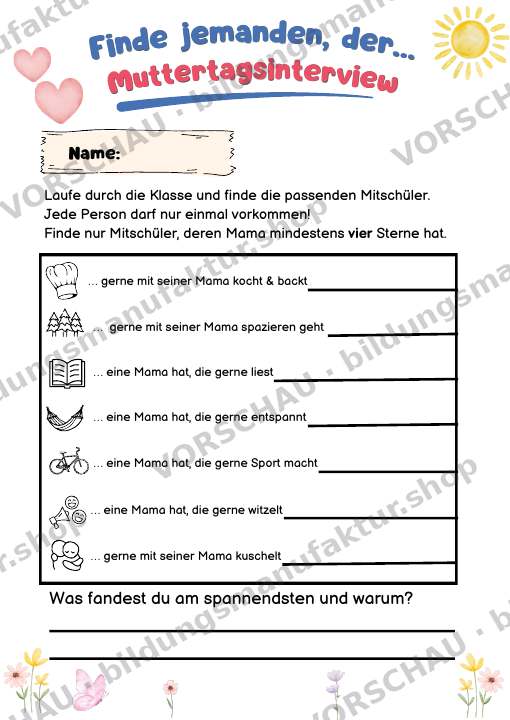 Finde jemanden, der...
Muttertagsinterview
Name:
Laufe durch die Klasse und finde die passenden Mitschüler.
Jede Person darf nur einmal vorkommen!
Finde nur Mitschüler, deren Mama mindestens vier Sterne hat.
... gerne mit seiner Mama kocht & backt
... gerne mit seiner Mama spazieren geht
... eine Mama hat, die gerne liest
... eine Mama hat, die gerne entspannt
... eine Mama hat, die gerne Sport macht
... eine Mama hat, die gerne witzelt
... gerne mit seiner Mama kuschelt
Was fandest du am spannendsten und warum?
VORSCHAU · bildungsmanufaktur.shop